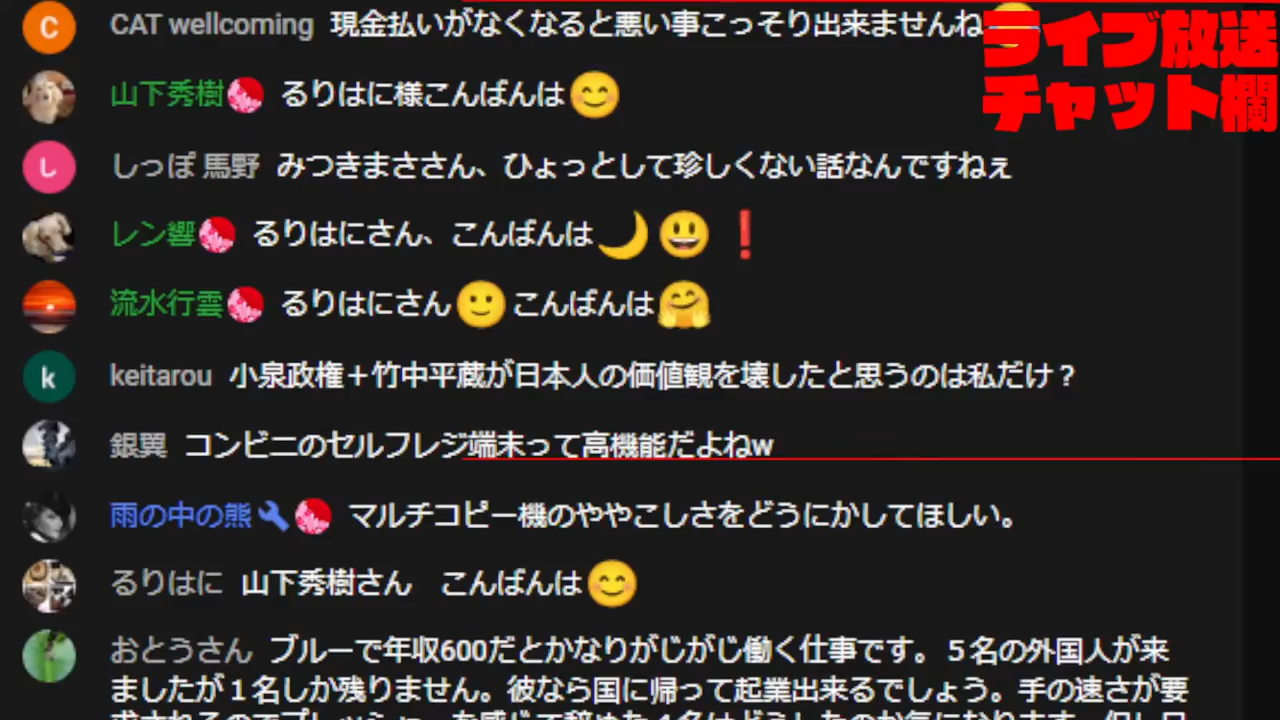 CAT wellcoming 現金払いがなくなると悪い事こっそり出来ませんね
ライブ放送
チャット欄
C
山下秀樹 るりはに様こんばんは😊
L
しっぽ 馬野 みつきまささん、ひょっとして珍しくない話なんですねぇ
レン響 るりはにさん、こんばんは🌙😃❗
流水行雲 るりはにさん🙂こんばんは🤗
k
keitarou 小泉政権＋竹中平蔵が日本人の価値観を壊したと思うのは私だけ？
銀翼 コンビニのセルフレジ端末って高機能だよねw
雨の中の熊 マルチコピー機のややこしさをどうにかしてほしい。
るりはに 山下秀樹さん　こんばんは😊
おとうさん ブルーで年収600だとかなりがじがじ働く仕事です。５名の外国人が来
ましたが１名しか残りません。彼なら国に帰って起業出来るでしょう。手の速さが要